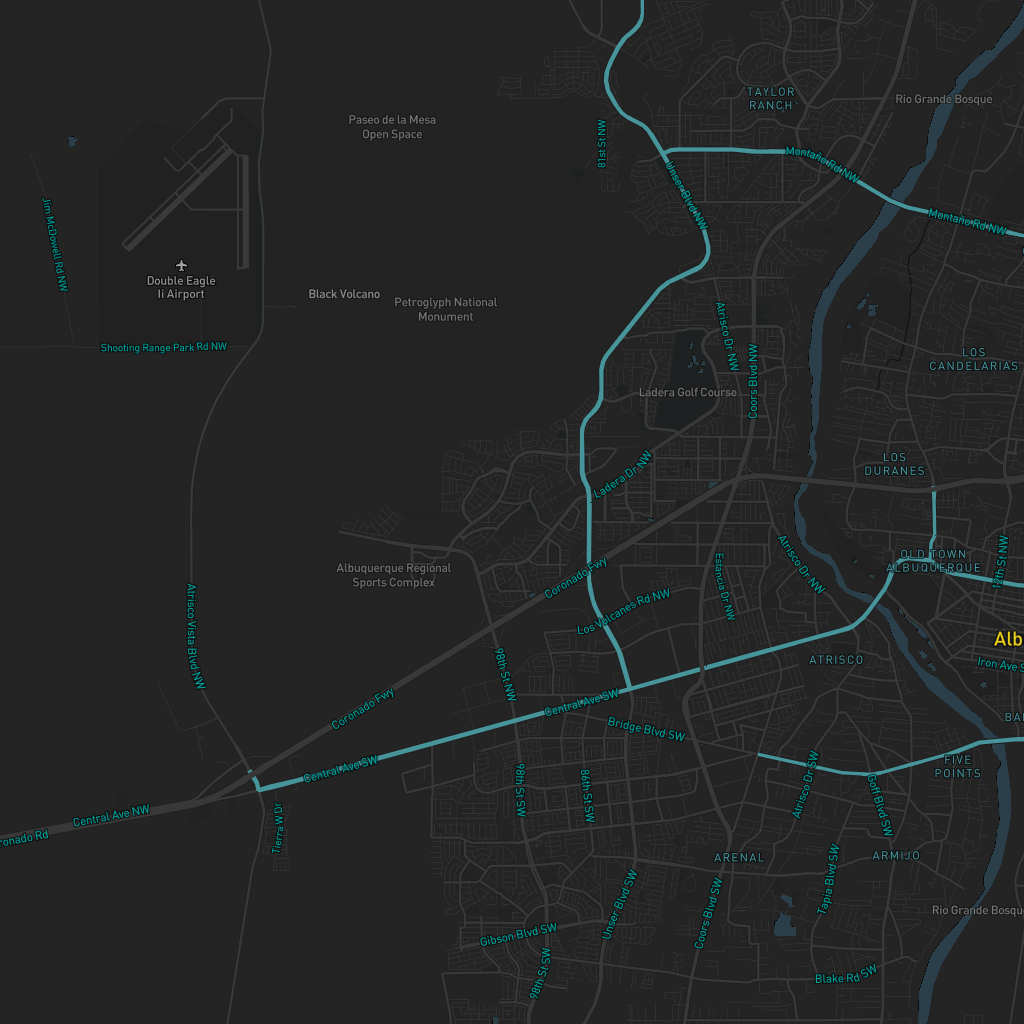 TAYLOR
RANCH
Rio Grande Bosque
Paseo de la Mesa
Open Space
81st St NW
Montaño Rd NW
Unser Blvd NW
Montaño Rd NW
Jim McDowell Rd NW
Double Eagle
Ii Airport
Black Volcano
Petroglyph National
Monument
Shooting Range Park Rd NW
Atrisco Dr NW
Coors Blvd NW
LOS
CANDELARIAS
Ladera Golf Course
LOS
DURANES
Ladera Dr NW
OLD TOWN
ALBUQUERQUE
12th St NW
Atrisco Dr NW
Estancia Dr NW
Albuquerque Regional
Sports Complex
Coronado Fwy
Los Volcanes Rd NW
Atrisco Vista Blvd NW
Alb
Iron Ave S
ATRISCO
98th St NW
Coronado Fwy
Central Ave SW
BAR
Bridge Blvd SW
Central Ave SW
FIVE
POINTS
98th St SW
86th St SW
Atrisco Dr SW
Goff Blvd SW
Central Ave NW
ronado Rd
Tierra M Dr
ARENAL
ARMIJO
Tapia Blvd SW
Unser Blvd SW
Coors Blvd SW
Rio Grande Bosque
Gibson Blvd SW
98th St SW
Blake Rd SW